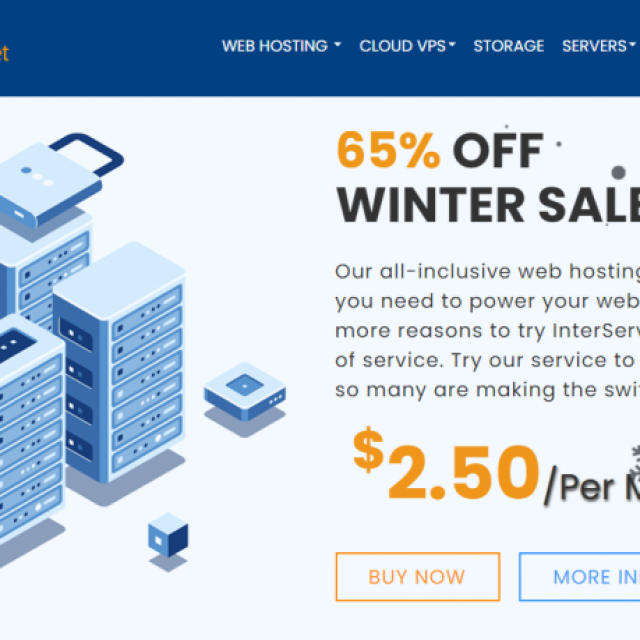 et
WEB HOSTING CLOUD VPS STORAGE SERVERS
65% OFF
WINTER SALE
Our all-inclusive web hosting
you need to power your web
more reasons to try InterServ
of service. Try our service to
so many are making the swi
$2.50/Per M
BUY NOW MORE IN